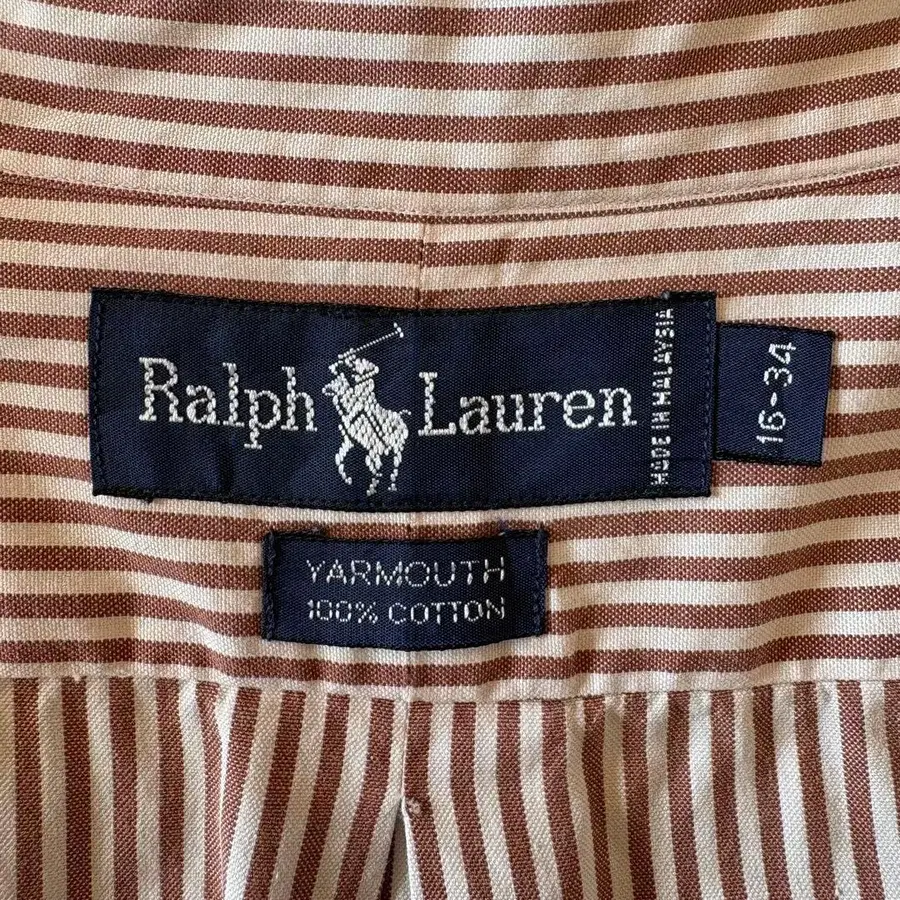 Ralph Lauren
MADE IN MALAYSIA
16-34
YARMOUTH
100% COTTON